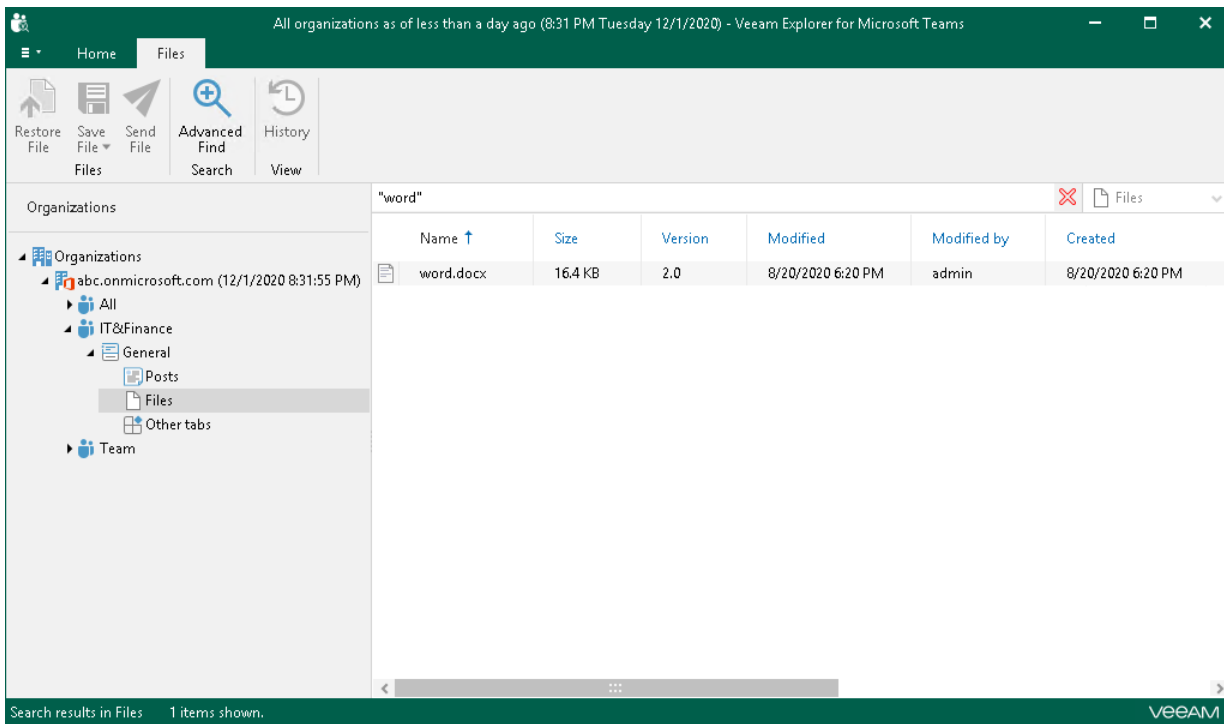 All organizations as of less than a day ago (8:31 PM Tuesday 12/1/2020) - Veeam Explorer for Microsoft Teams
Home Files
Restore File Save File Send File Advanced Find History
Files Search View
Organizations
"word" Files
Name Size Version Modified Modified by Created
word.docx 16.4 KB 2.0 8/20/2020 6:20 PM admin 8/20/2020 6:20 PM
Organizations
abc.onmicrosoft.com (12/1/2020 8:31:55 PM)
All
IT&Finance
General
Posts
Files
Other tabs
Team
Search results in Files 1 items shown. veeam